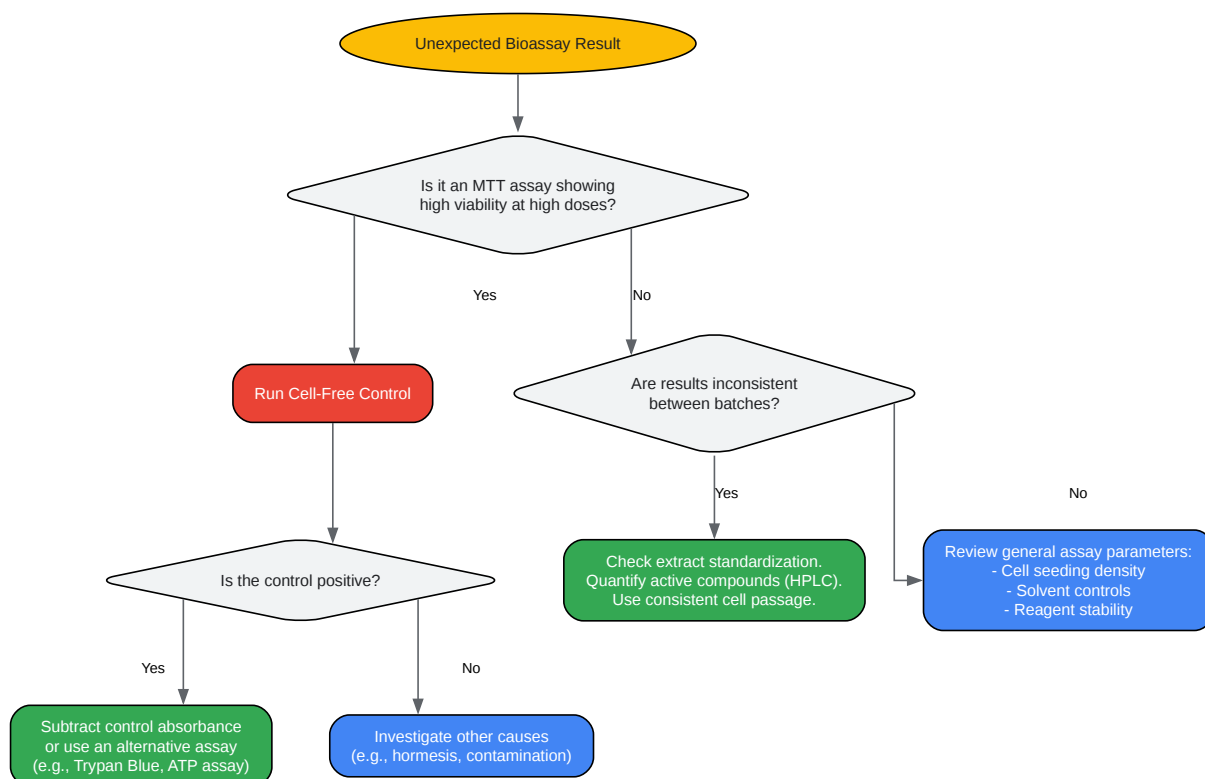 Unexpected Bioassay Result
Is it an MTT assay showing
high viability at high doses?
Yes
No
Run Cell-Free Control
Are results inconsistent
between batches?
Yes
No
Check extract standardization.
Quantify active compounds (HPLC).
Use consistent cell passage.
Review general assay parameters:
- Cell seeding density
- Solvent controls
- Reagent stability
Is the control positive?
Yes
No
Subtract control absorbance
or use an alternative assay
(e.g., Trypan Blue, ATP assay)
Investigate other causes
(e.g., hormesis, contamination)